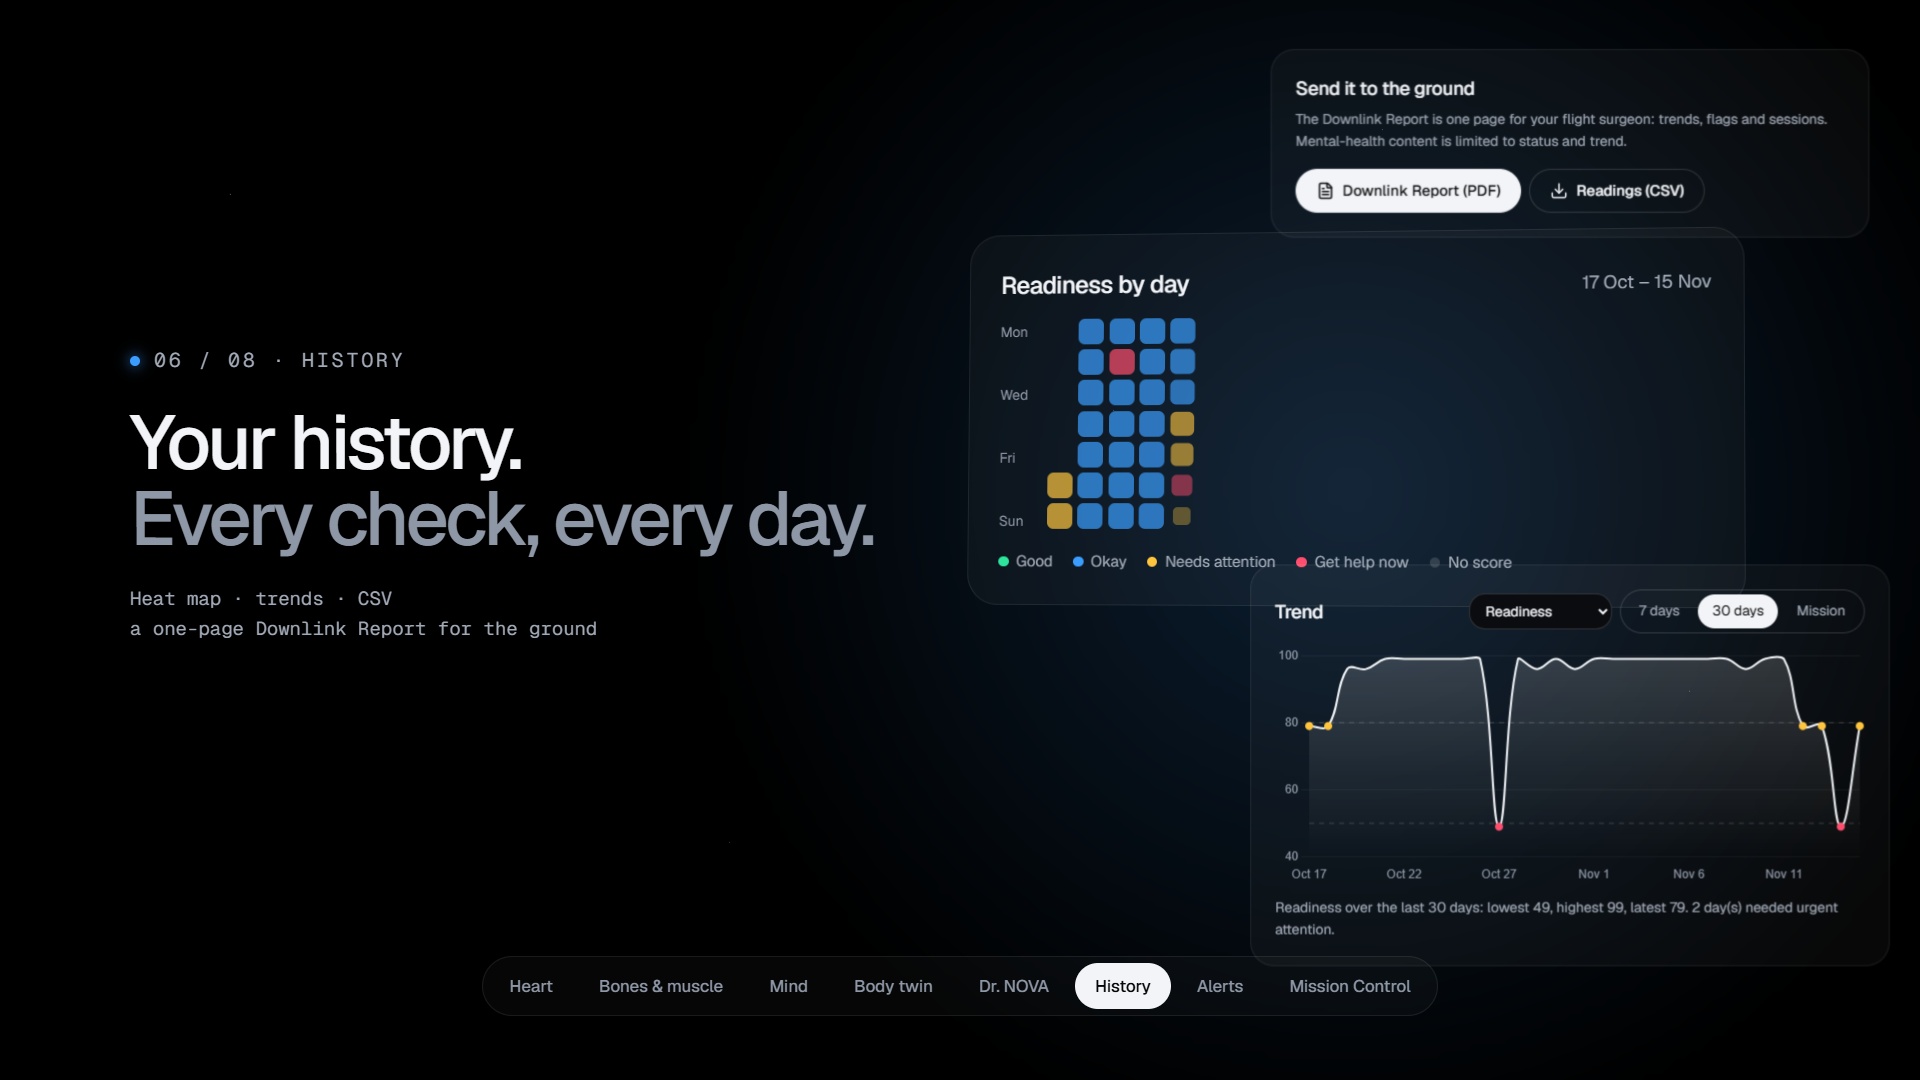 06 / 08 · HISTORY
Your history.
Every check, every day.
Heat map · trends · CSV
a one-page Downlink Report for the ground
Send it to the ground
The Downlink Report is one page for your flight surgeon: trends, flags and sessions.
Mental-health content is limited to status and trend.
Downlink Report (PDF) Readings (CSV)
Readiness by day 17 Oct – 15 Nov
Mon
Wed
Fri
Sun
Good Okay Needs attention Get help now No score
Trend Readiness 7 days 30 days Mission
100
80
60
40
Oct 17 Oct 22 Oct 27 Nov 1 Nov 6 Nov 11
Readiness over the last 30 days: lowest 49, highest 99, latest 79. 2 day(s) needed urgent
attention.
Heart Bones & muscle Mind Body twin Dr. NOVA History Alerts Mission Control